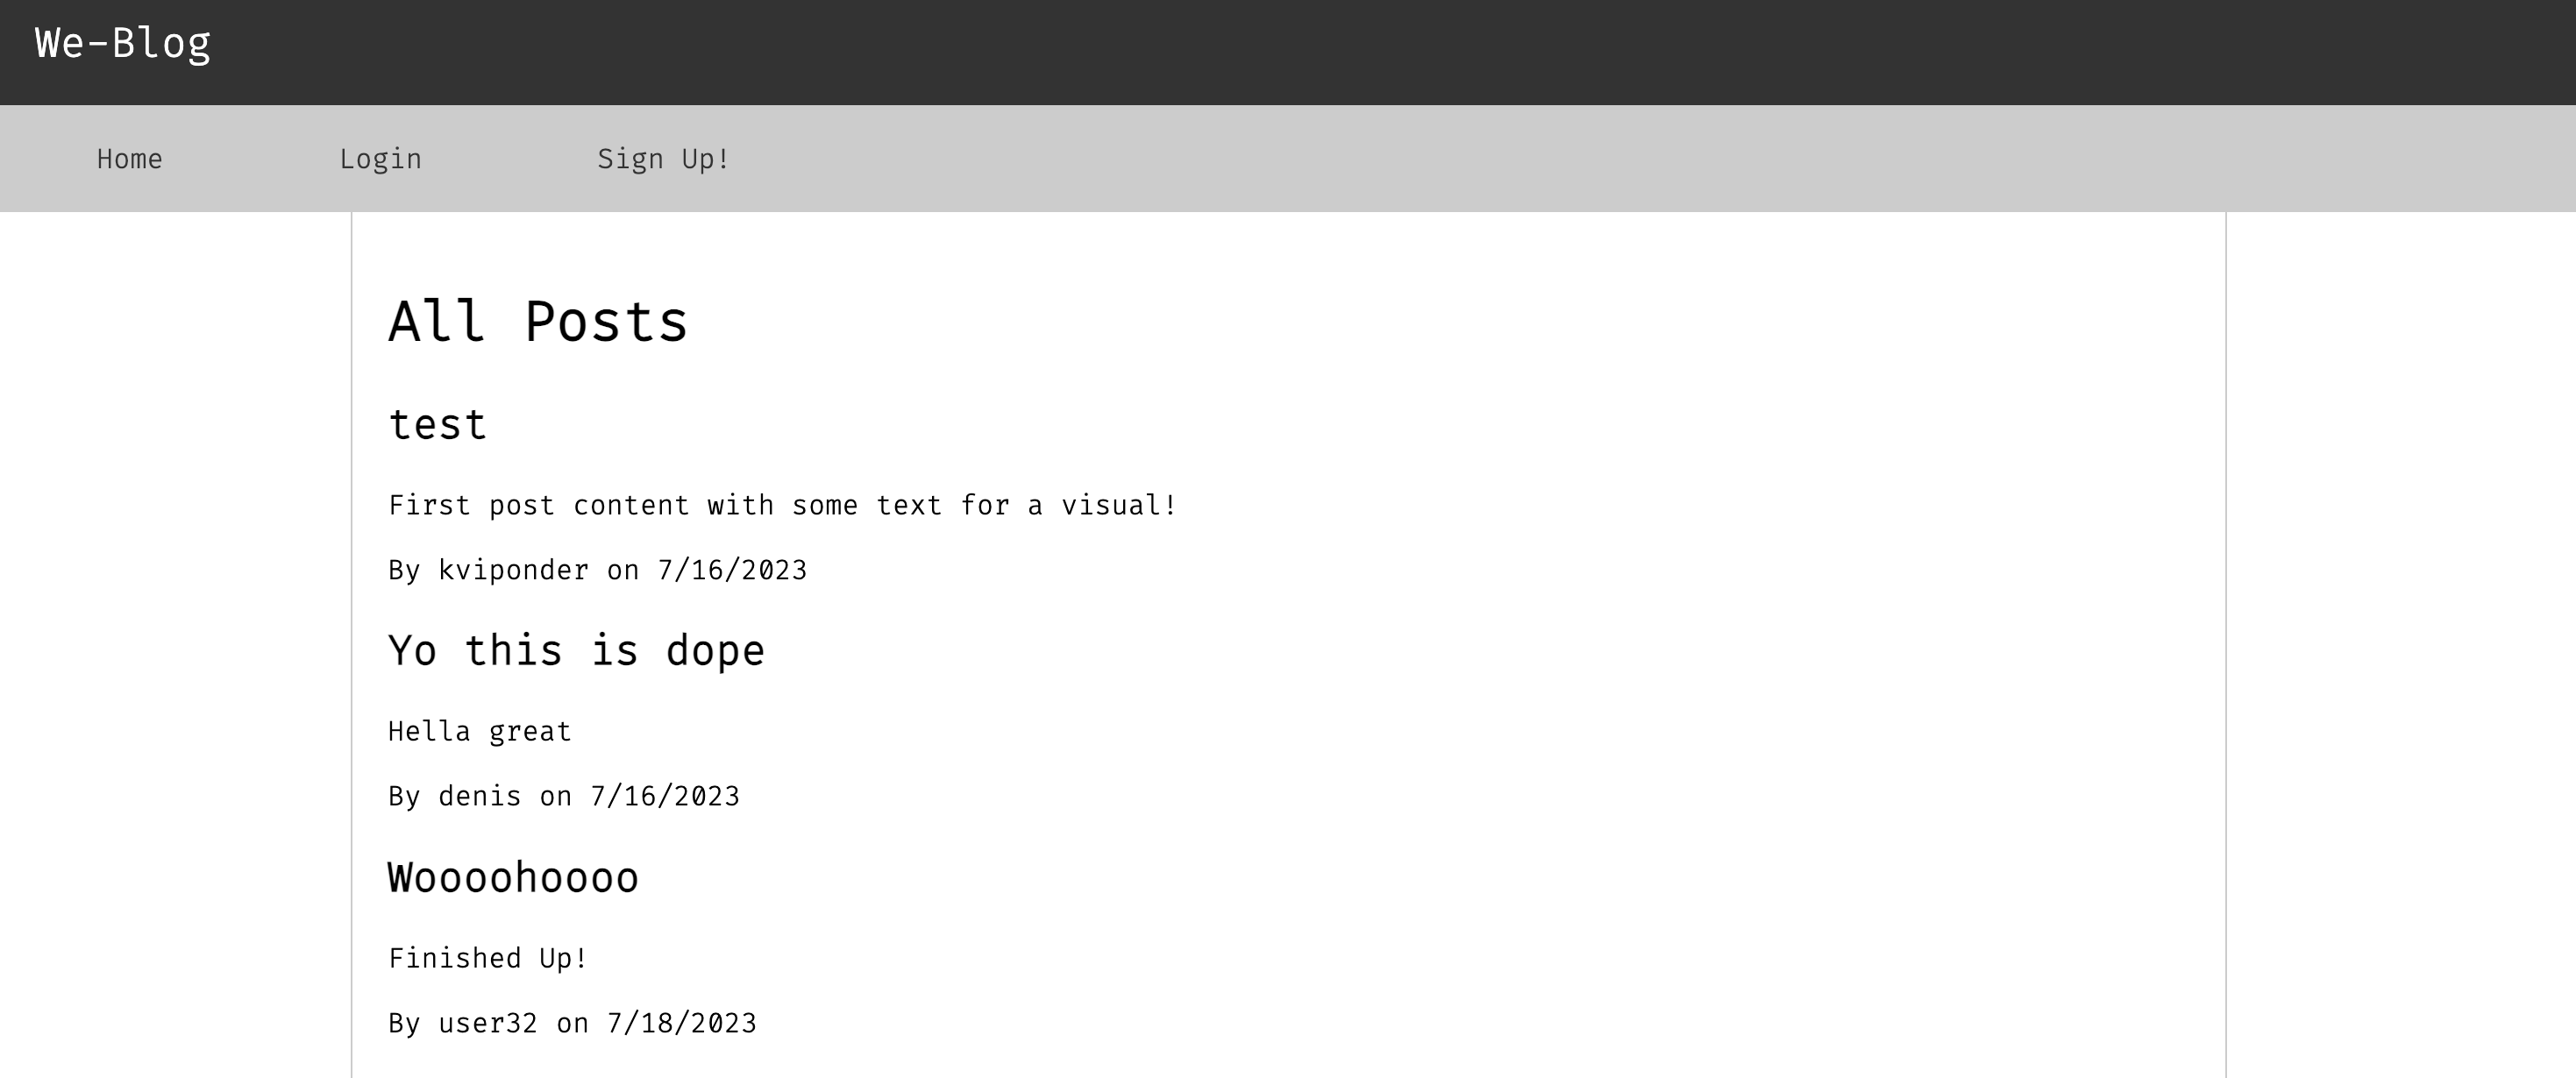 We-Blog
Home Login Sign Up!
All Posts
test
First post content with some text for a visual!
By kviponder on 7/16/2023
Yo this is dope
Hella great
By denis on 7/16/2023
Woooohoooo
Finished Up!
By user32 on 7/18/2023